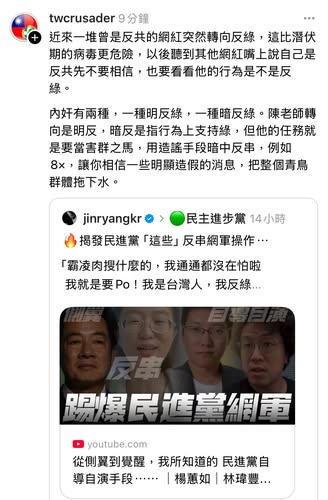 twcrusader 9分鐘
近來一堆曾是反共的網紅突然轉向反綠，這比潛伏
期的病毒更危險，以後聽到其他網紅嘴上說自己是
反共先不要相信，也要看看他的行為是不是反
綠。
內奸有兩種，一種明反綠，一種暗反綠。陳老師轉
向是明反，暗反是指行為上支持綠，但他的任務就
是要當害群之馬，用造謠手段暗中反串，例如
8×，讓你相信一些明顯造假的消息，把整個青鳥
群體拖下水。
jinryangkr > 民主進步黨 14小時
🔥揭發民進黨「這些」反串網軍操作⋯
「霸凌肉搜什麼的，我通通都沒在怕啦
我就是要Po！我是台灣人，我反綠...
自導自演
反串
踢爆民進黨網軍
youtube.com
從側翼到覺醒，我所知道的 民進黨自
導自演手段⋯⋯ ｜楊蕙如｜林瑋豐...